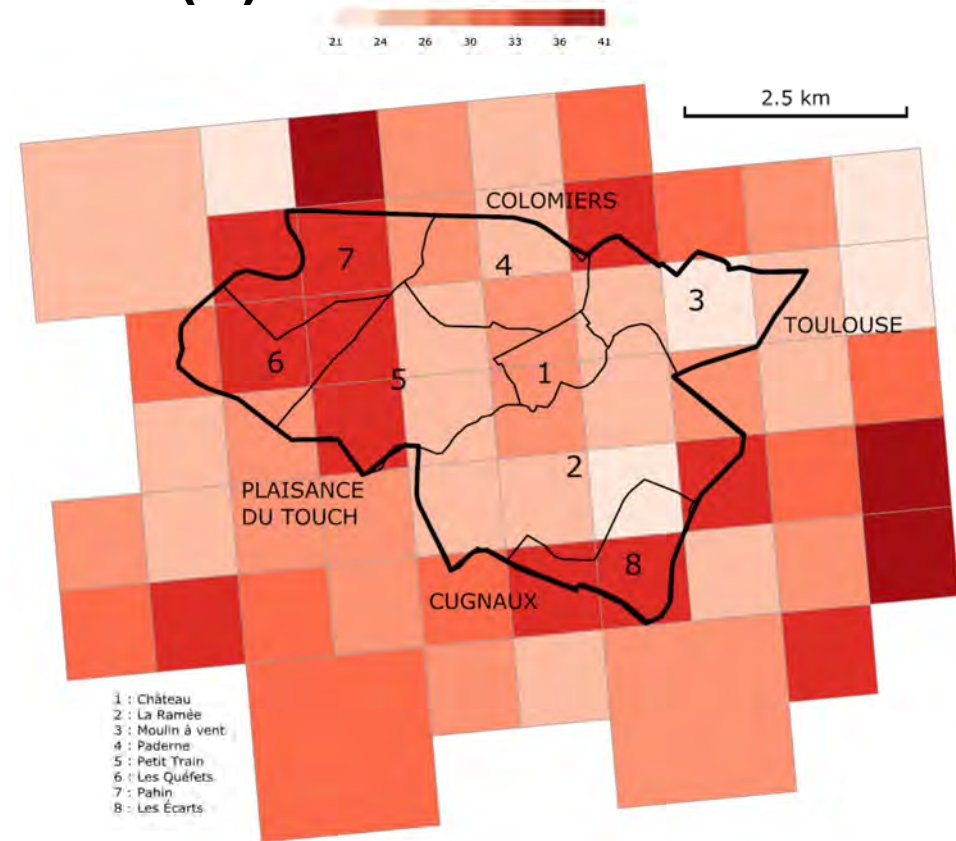 21 24 26 30 33 36 41
2.5 km
COLOMIERS
7
4
3
TOULOUSE
6
5
1
2
PLAISANCE
DU TOUCH
8
CUGNAUX
1 : Château
2 : La Ramée
3 : Moulin à vent
4 : Paderne
5 : Petit Train
6 : Les Quéfets
7 : Pahin
8 : Les Écarts